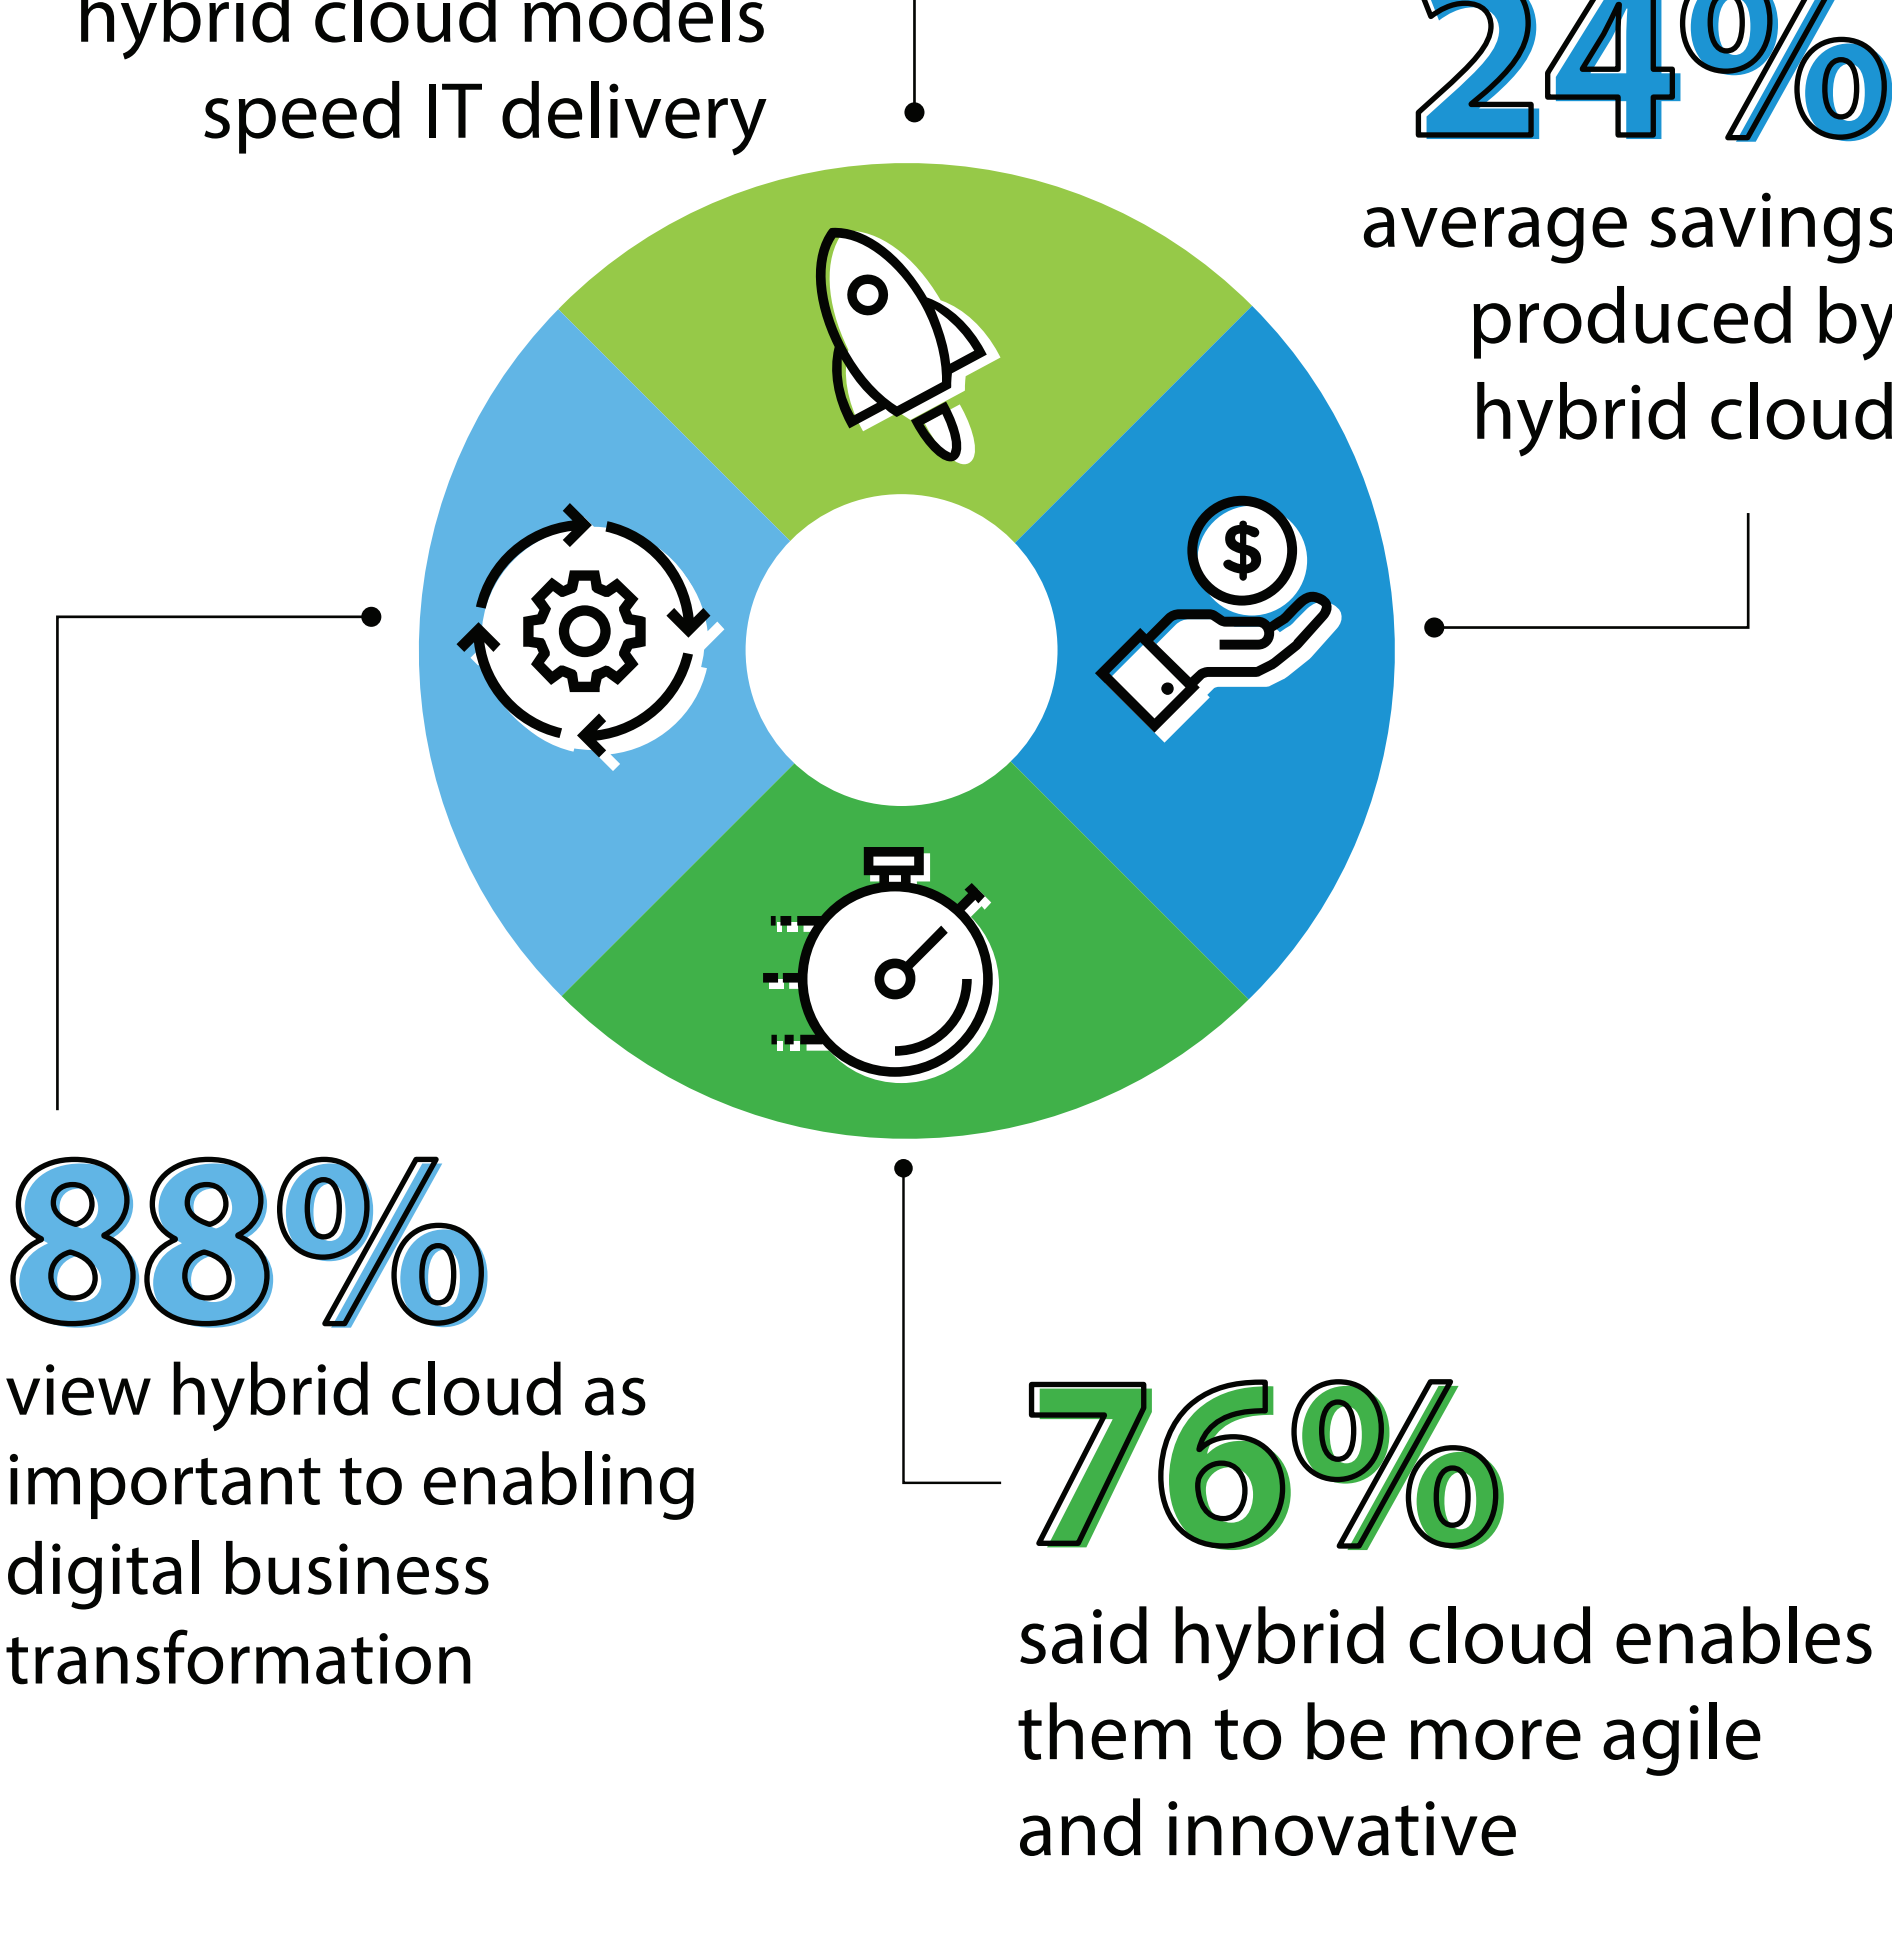 hybrid cloud models
speed IT delivery
24%
average savings
produced by
hybrid cloud
$
88%
view hybrid cloud as
important to enabling
digital business
transformation
76%
said hybrid cloud enables
them to be more agile
and innovative